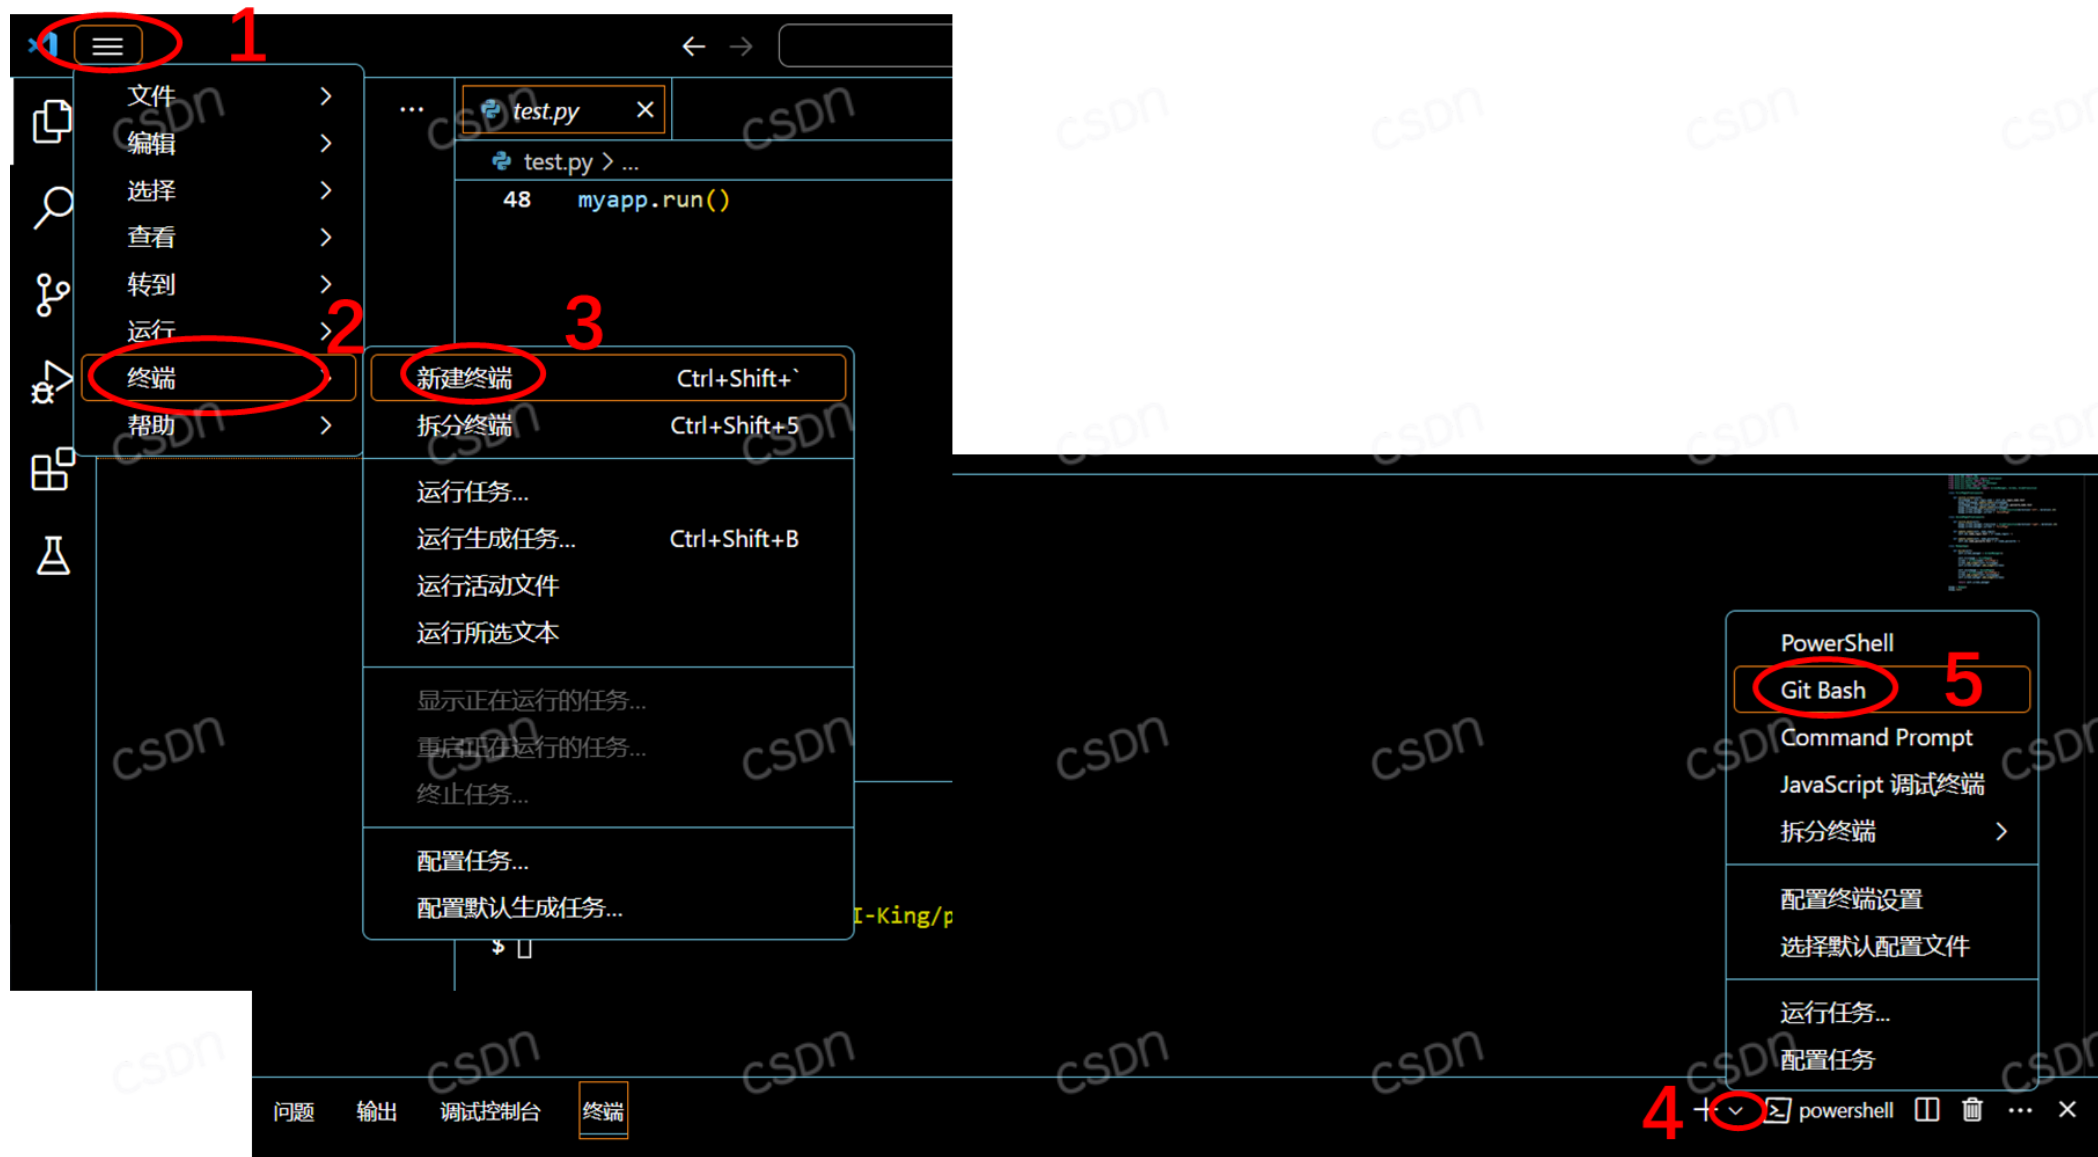 1
文件
编辑
选择
查看
转到
运行
2
终端
帮助
test.py
test.py > ...
48 myapp.run()
3
新建终端 Ctrl+Shift+`
拆分终端 Ctrl+Shift+5
运行任务...
运行生成任务... Ctrl+Shift+B
运行活动文件
运行所选文本
显示正在运行的任务...
重启正在运行的任务...
终止任务...
配置任务...
配置默认生成任务...
I-King/p
$
PowerShell
Git Bash 5
Command Prompt
JavaScript 调试终端
拆分终端
配置终端设置
选择默认配置文件
运行任务...
配置任务
问题 输出 调试控制台 终端 4 powershell
CSDN